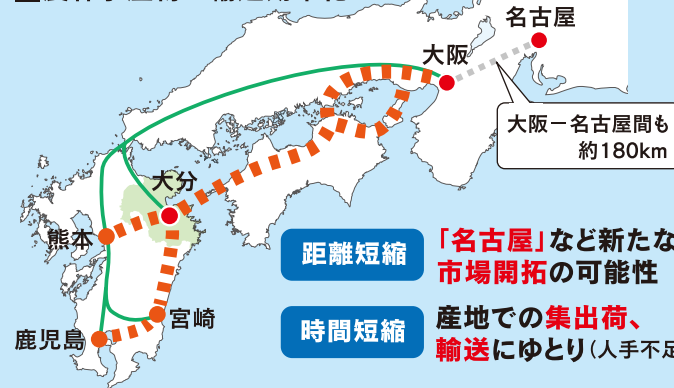 名古屋
大阪
大阪－名古屋間も
約180km
大分
熊本
宮崎
鹿児島
距離短縮
「名古屋」など新たな
市場開拓の可能性
時間短縮
産地での集出荷、
輸送にゆとり（人手不足